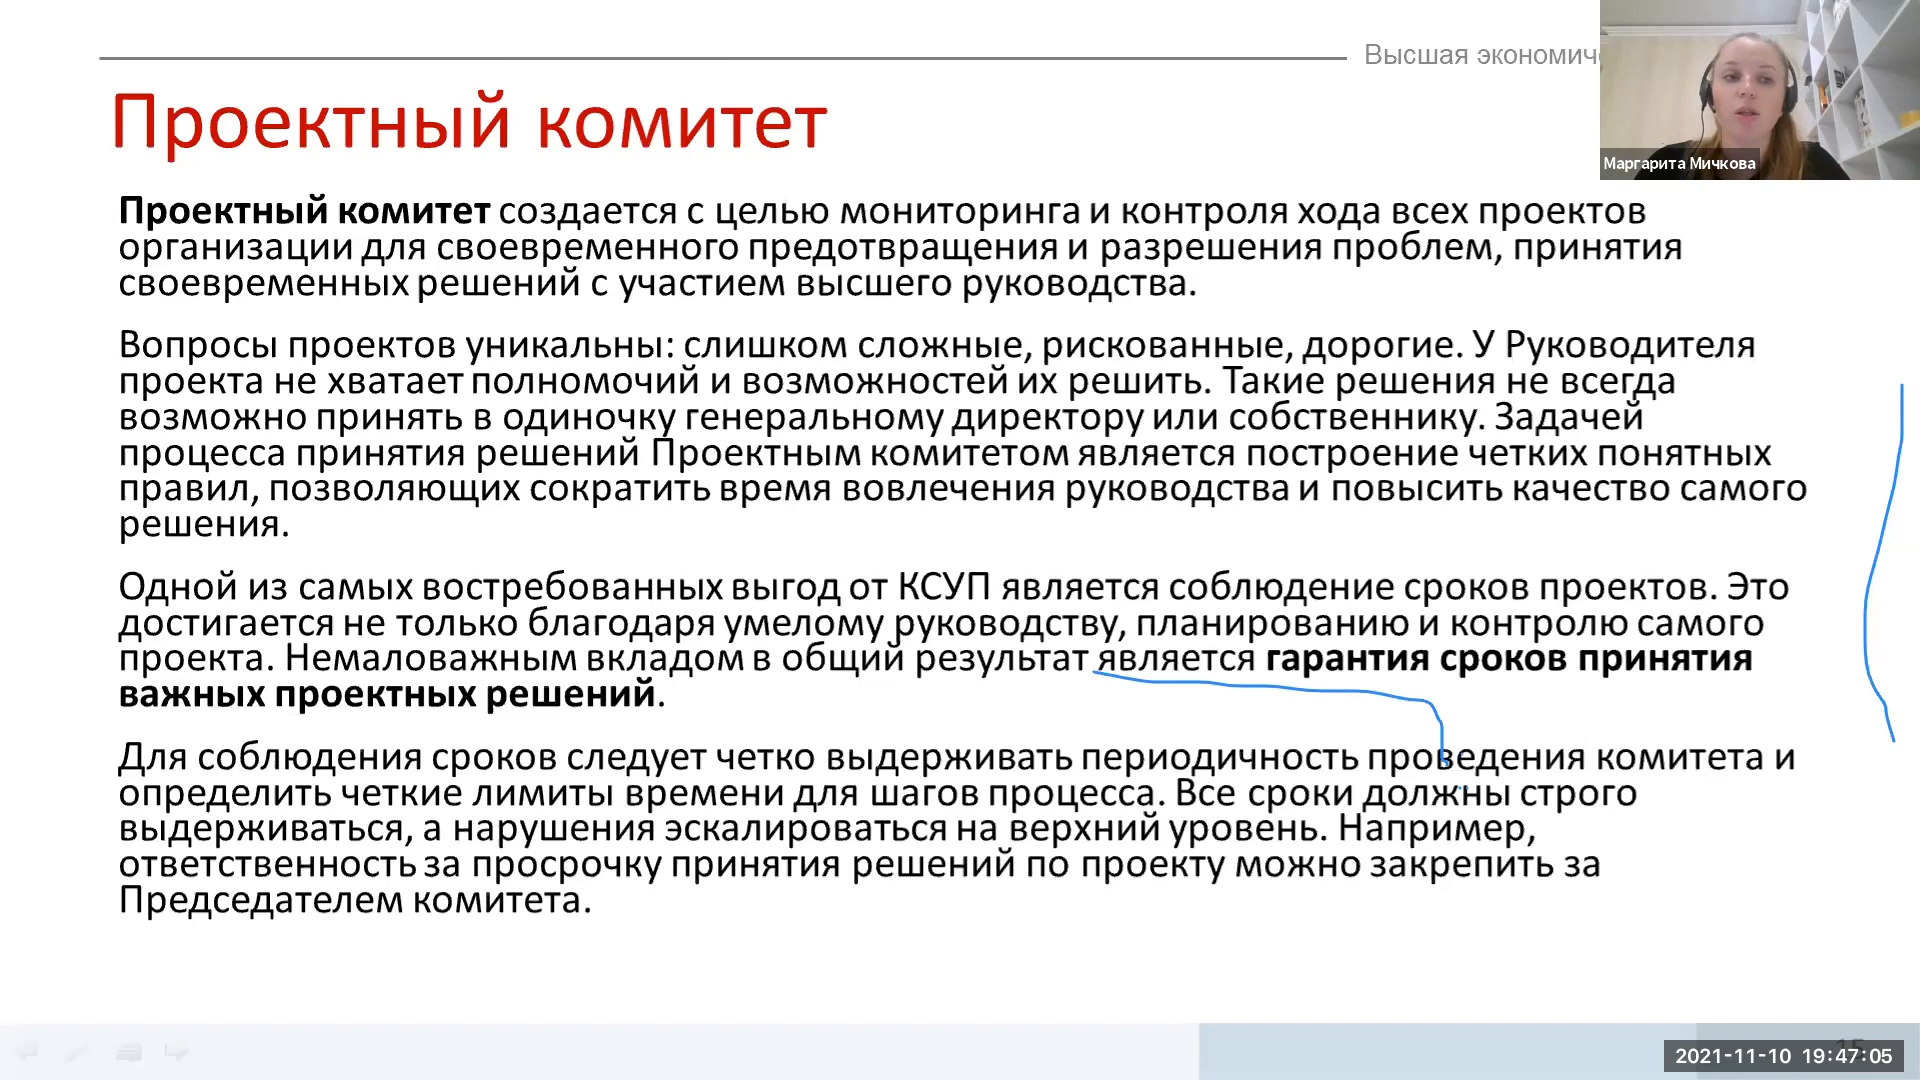 Высшая экономич
Проектный комитет
Маргарита Мичкова
Проектный комитет создается с целью мониторинга и контроля хода всех проектов
организации для своевременного предотвращения и разрешения проблем, принятия
своевременных решений с участием высшего руководства.
Вопросы проектов уникальны: слишком сложные, рискованные, дорогие. У Руководителя
проекта не хватает полномочий и возможностей их решить. Такие решения не всегда
возможно принять в одиночку генеральному директору или собственнику. Задачей
процесса принятия решений Проектным комитетом является построение четких понятных
правил, позволяющих сократить время вовлечения руководства и повысить качество самого
решения.
Одной из самых востребованных выгод от КСУП является соблюдение сроков проектов. Это
достигается не только благодаря умелому руководству, планированию и контролю самого
проекта. Немаловажным вкладом в общий результат является гарантия сроков принятия
важных проектных решений.
Для соблюдения сроков следует четко выдерживать периодичность проведения комитета и
определить четкие лимиты времени для шагов процесса. Все сроки должны строго
выдерживаться, а нарушения эскалироваться на верхний уровень. Например,
ответственность за просрочку принятия решений по проекту можно закрепить за
Председателем комитета.
2021-11-10 19:47:05